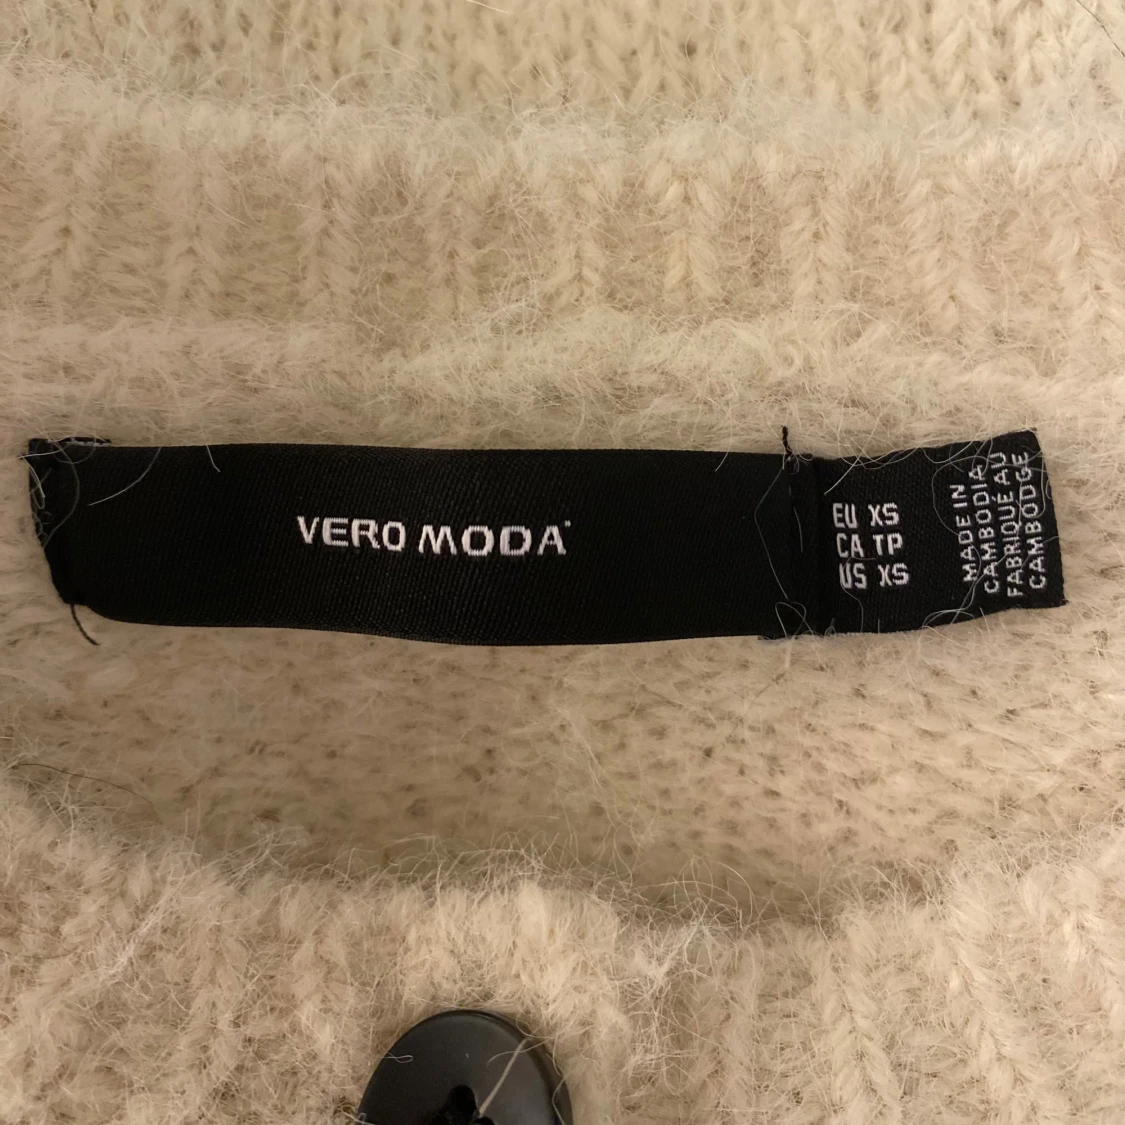 VERO MODA
EU XS
CA TP
US XS
MADE IN
CAMBODIA
FABRIQUÉ AU
CAMBODGE